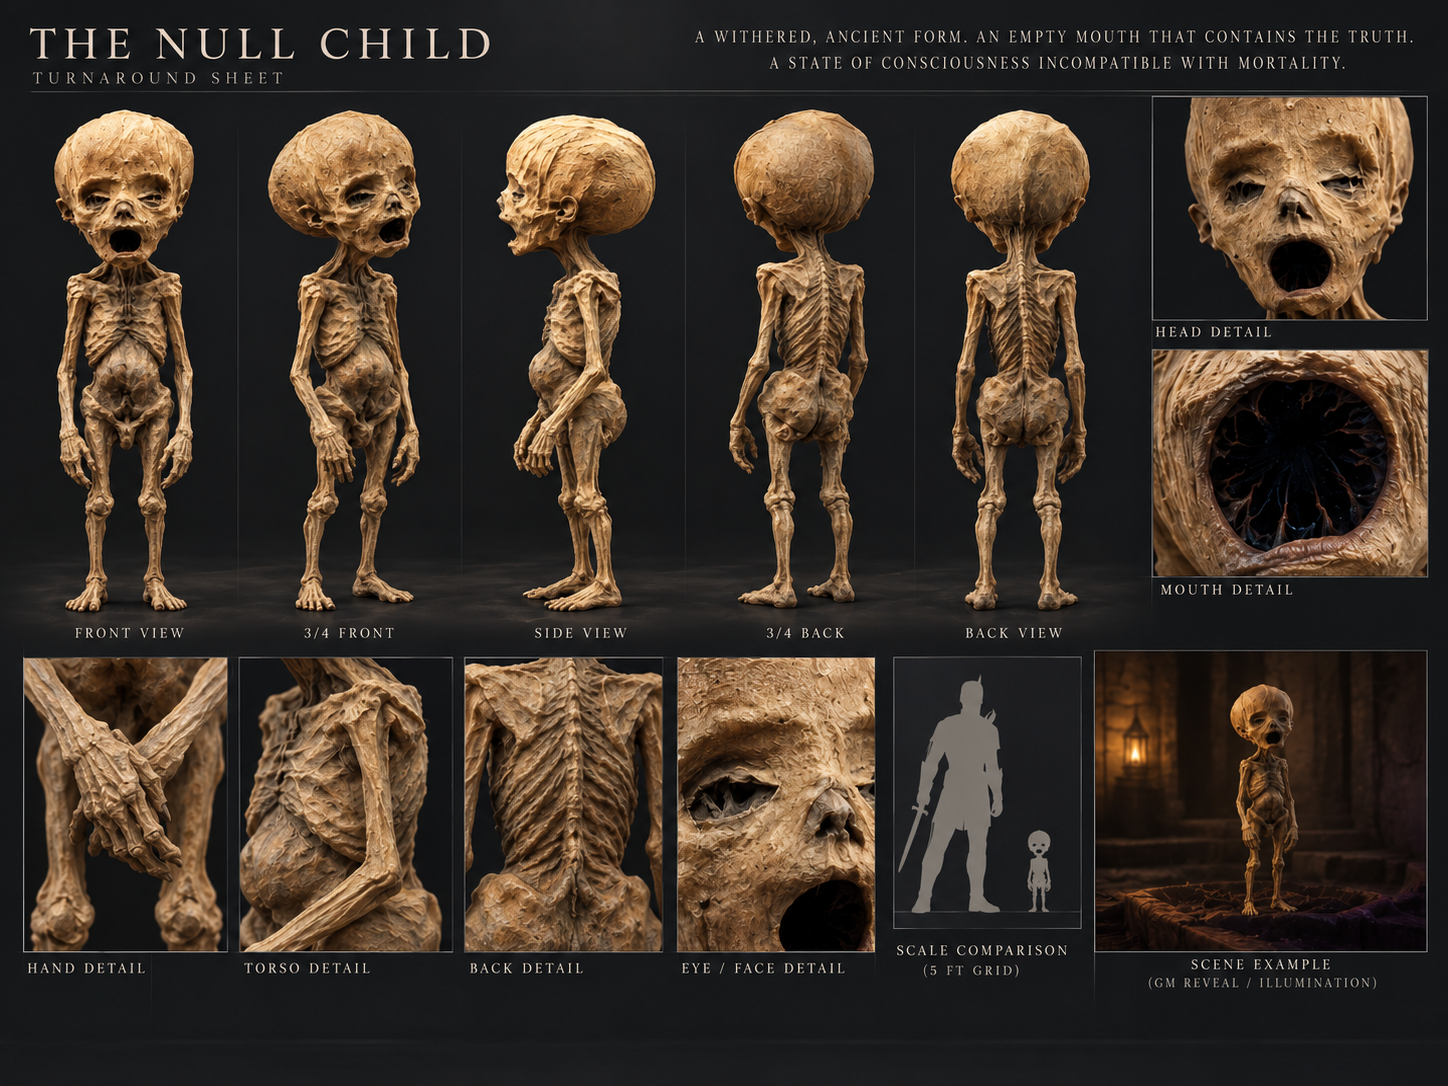 THE NULL CHILD
TURNAROUND SHEET
A WITHERED, ANCIENT FORM. AN EMPTY MOUTH THAT CONTAINS THE TRUTH.
A STATE OF CONSCIOUSNESS INCOMPATIBLE WITH MORTALITY.
HEAD DETAIL
MOUTH DETAIL
FRONT VIEW
3/4 FRONT
SIDE VIEW
3/4 BACK
BACK VIEW
HAND DETAIL
TORSO DETAIL
BACK DETAIL
EYE / FACE DETAIL
SCALE COMPARISON
(5 FT GRID)
SCENE EXAMPLE
(GM REVEAL / ILLUMINATION)